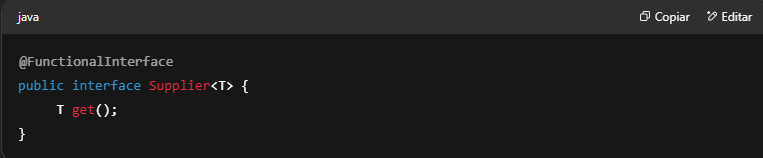 java Copiar Editar
@FunctionalInterface
public interface Supplier<T> {
    T get();
}